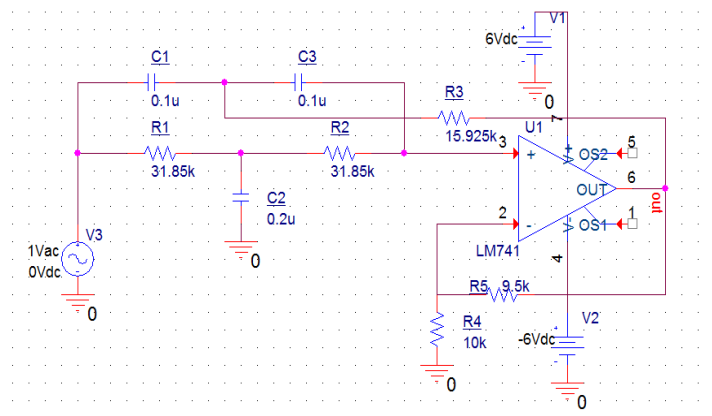 V1
6Vdc
0
C1
0.1u
C3
0.1u
R3
15.925k
7
U1
R1
31.85k
R2
31.85k
3
+
V+
OS2
5
6
OUT
out
C2
0.2u
0
2
-
V-
OS1
1
LM741
4
V3
1Vac
0Vdc
0
R5
9.5k
R4
10k
0
V2
-6Vdc
0